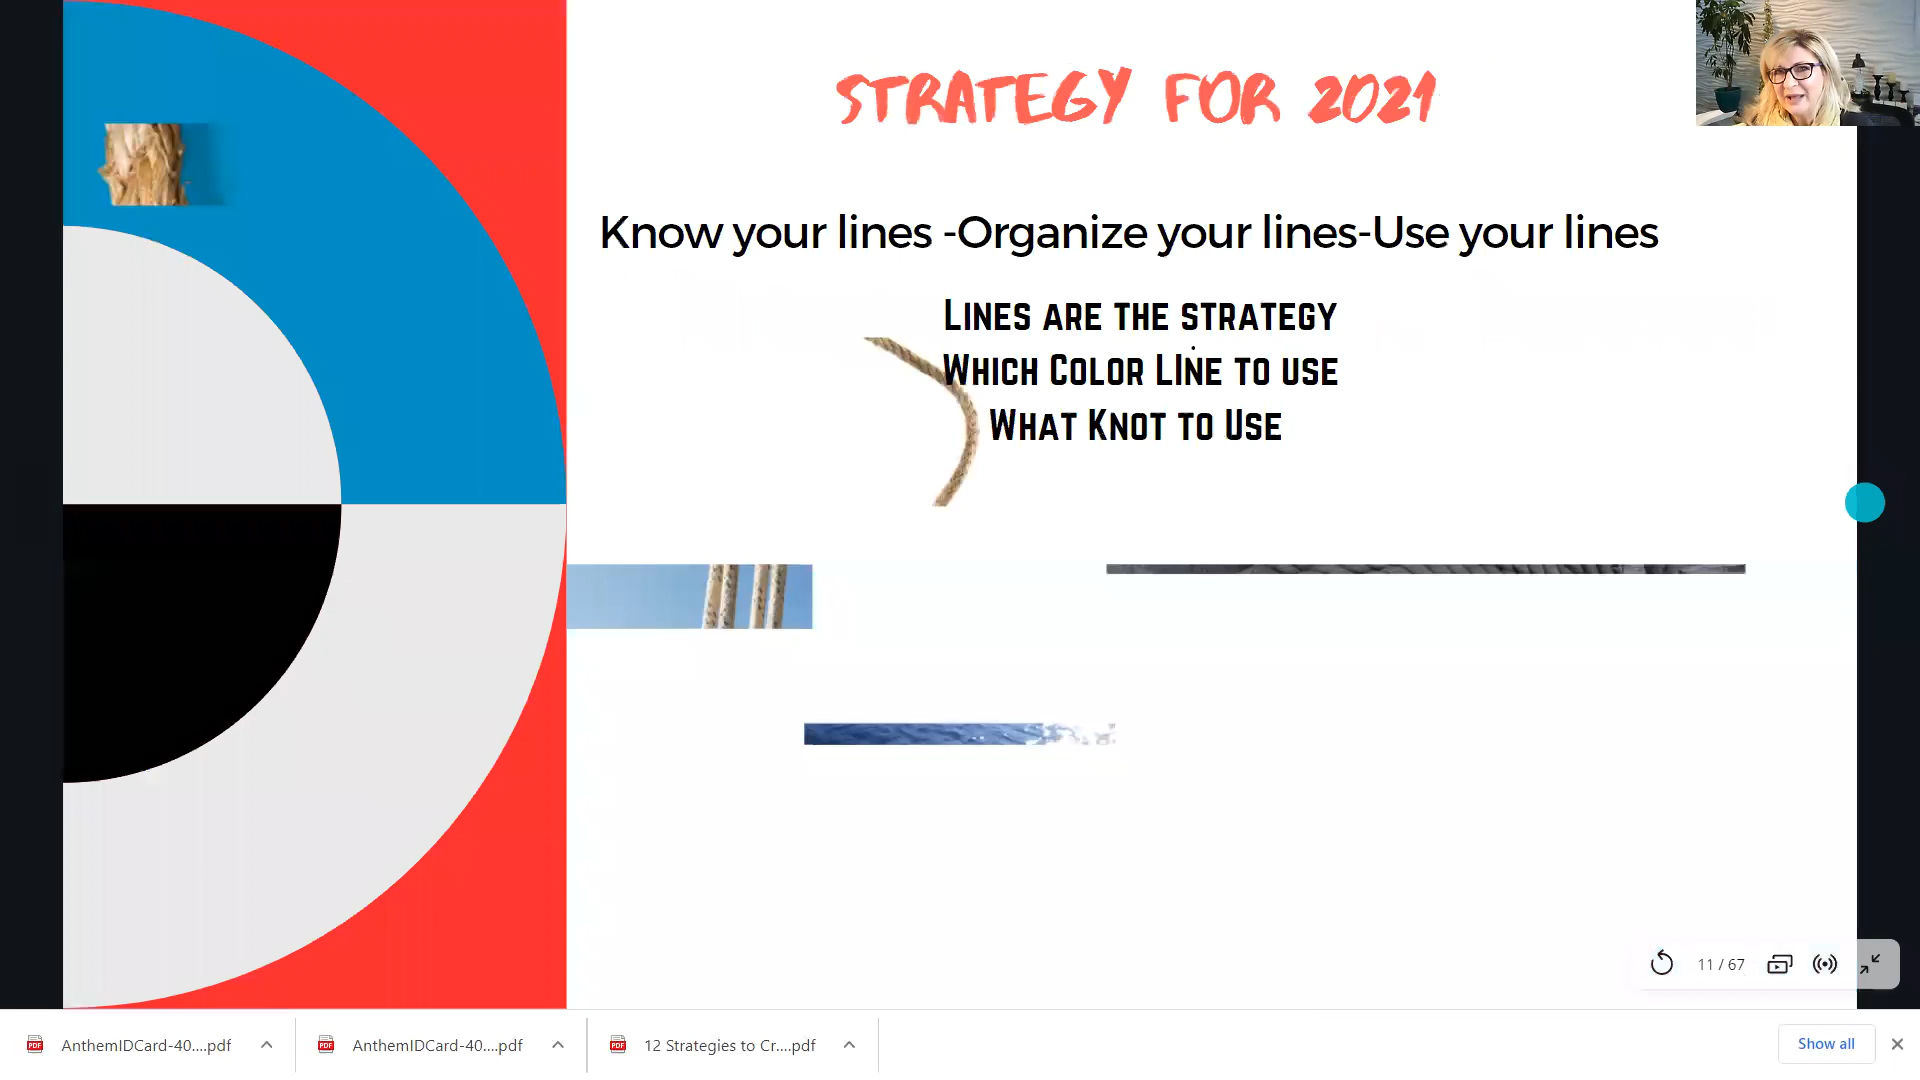 STRATEGY FOR 2021
Know your lines -Organize your lines-Use your lines
Lines are the strategy
.
Which Color LIne to use
What Knot to Use
11 / 67
AnthemIDCard-40....pdf
AnthemIDCard-40....pdf
12 Strategies to Cr....pdf
Show all